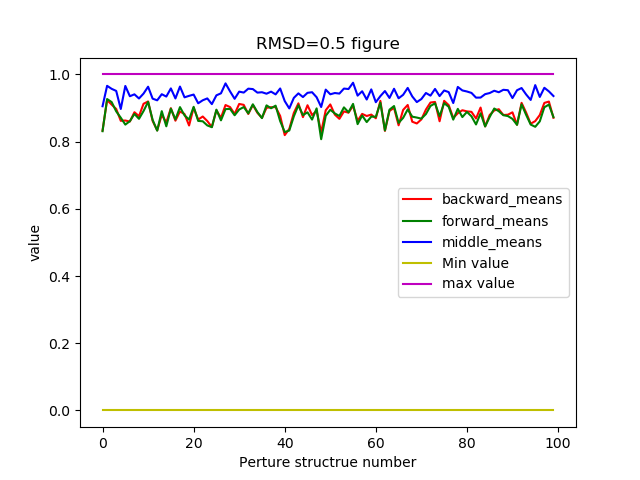 RMSD=0.5 figure
1.0
0.8
0.6
0.4
0.2
0.0
value
backward_means
forward_means
middle_means
Min value
max value
0 20 40 60 80 100
Perture structrue number